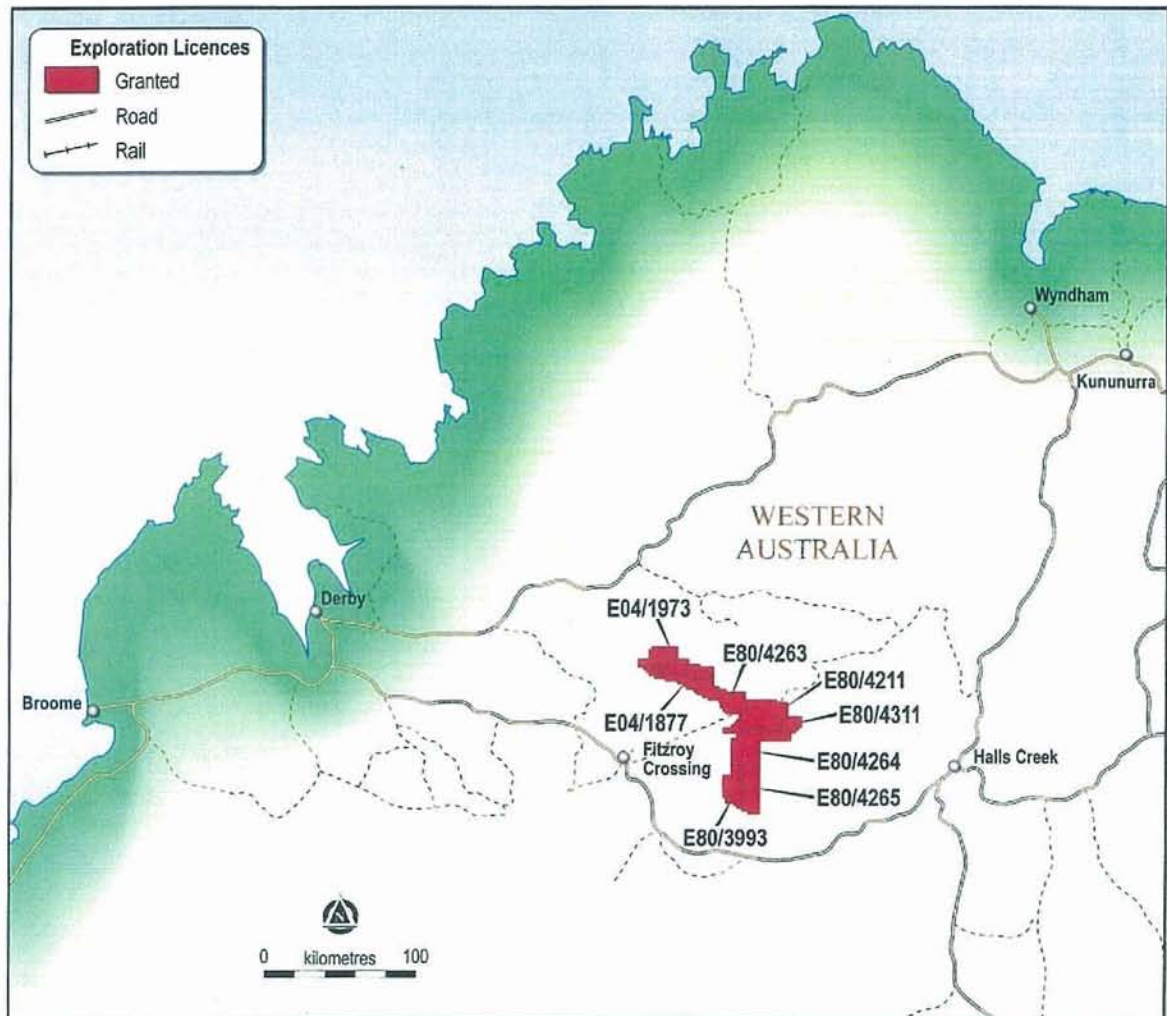 Exploration Licences
Granted
Road
Rail
Wyndham
Kununurra
WESTERN
AUSTRALIA
Derby
E04/1973
E80/4263
E80/4211
Broome
E04/1877
E80/4311
Fitzroy
Crossing
E80/4264
Halls Creek
E80/4265
E80/3993
N
0 kilometres 100